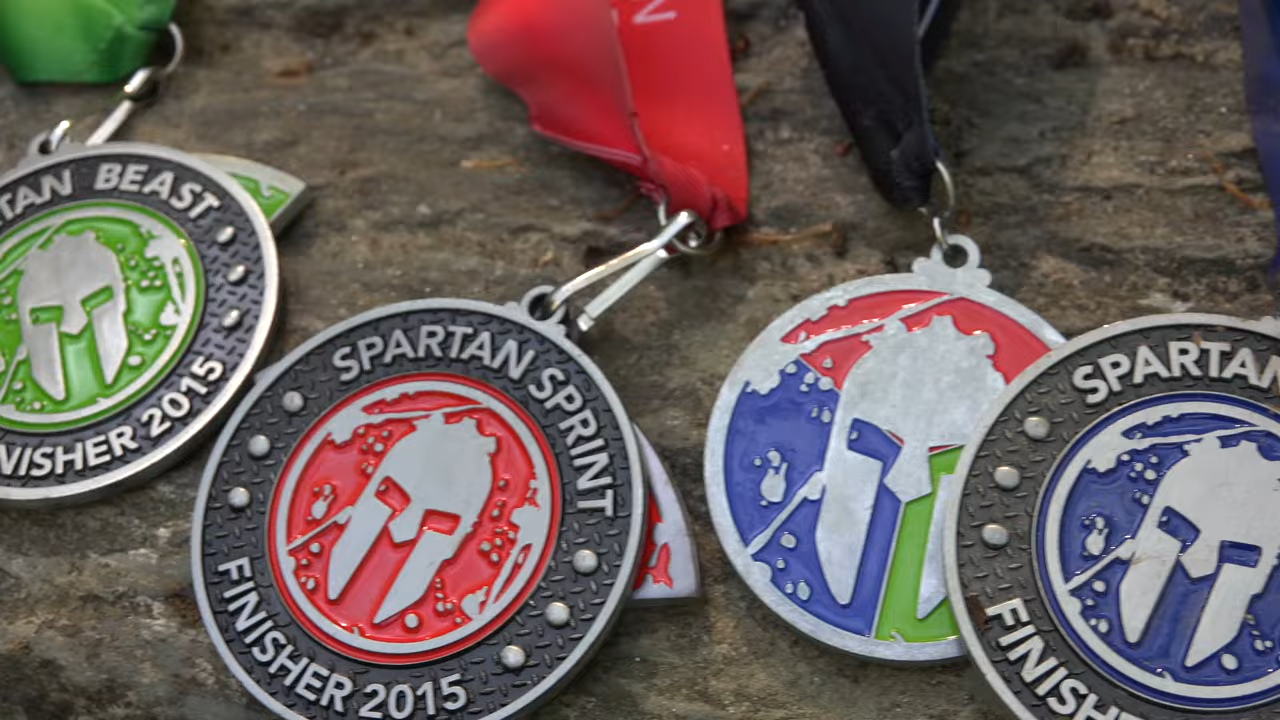 N
TAN BEAST
NISHER 2015
SPARTAN SPRINT
FINISHER 2015
SPARTAN
FINISH